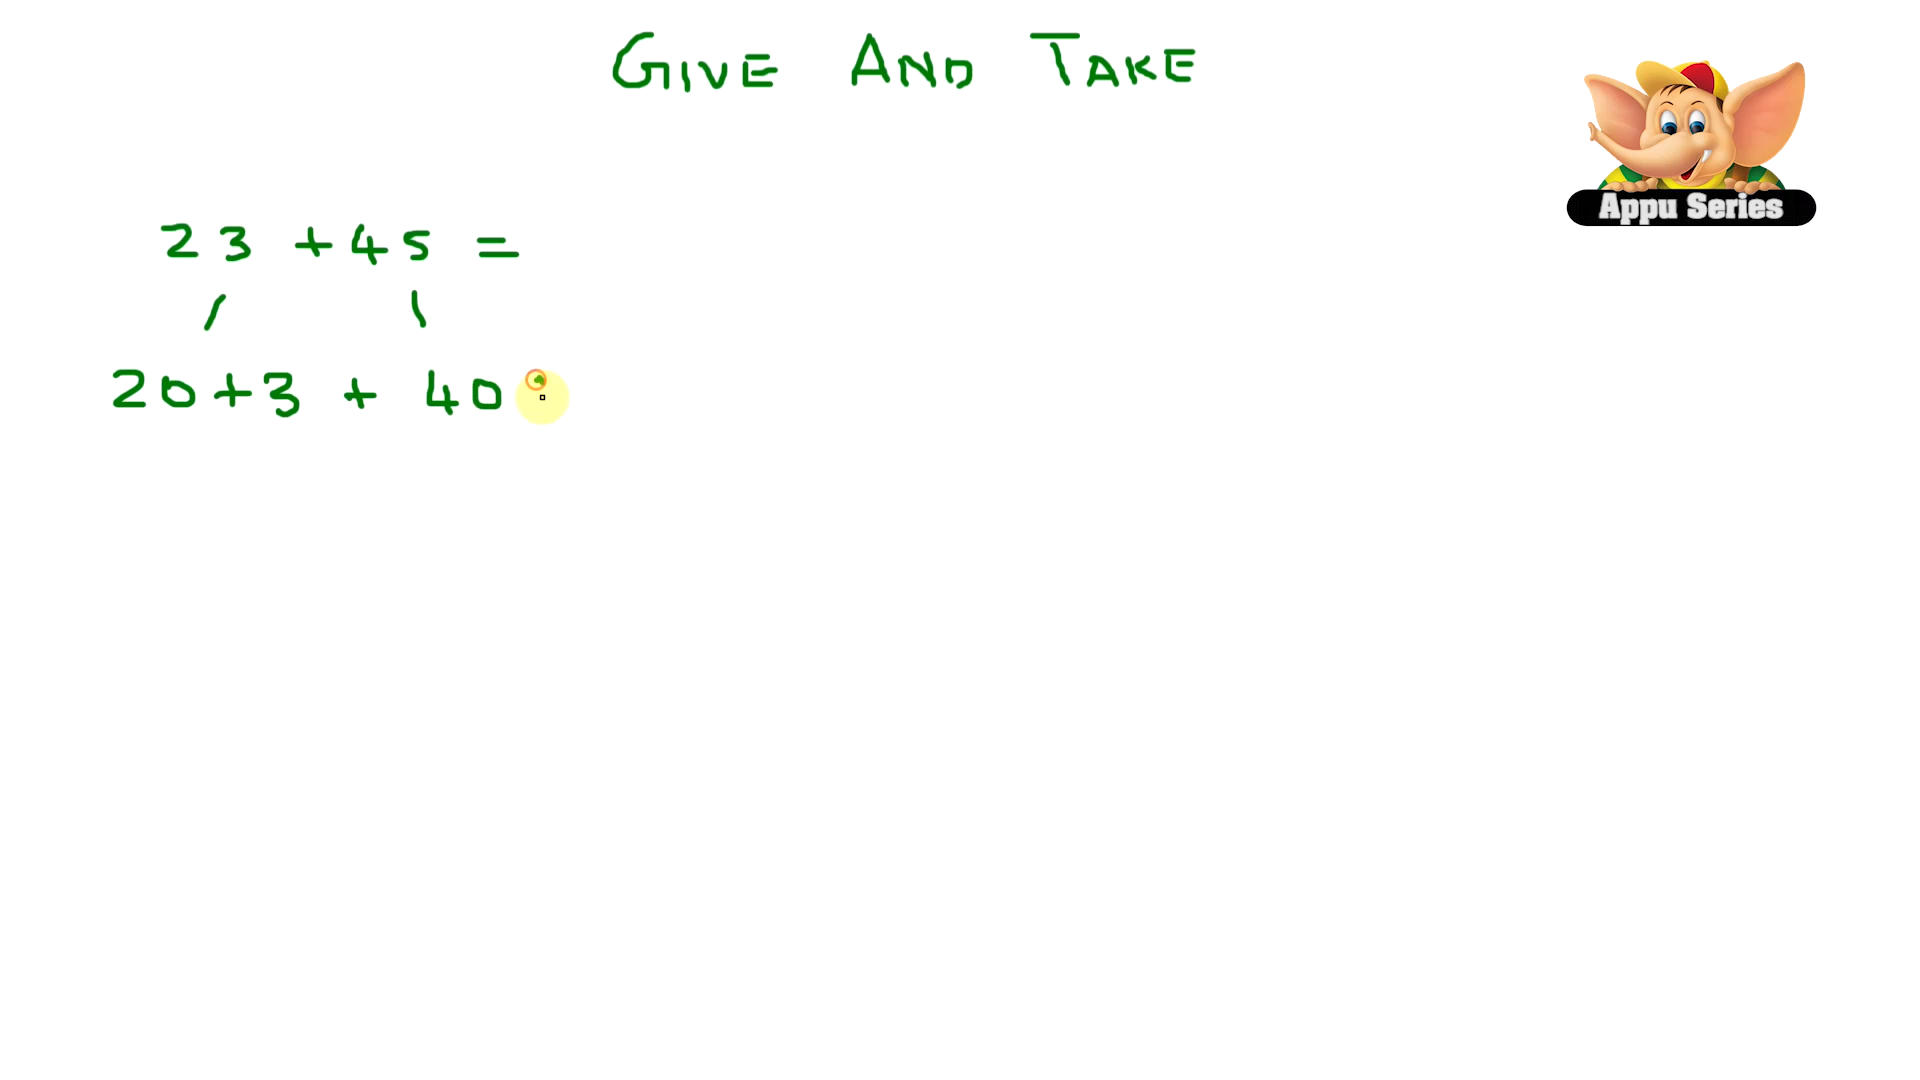 GIVE AND TAKE
Appu Series
23 + 45 =
20 + 3 + 40